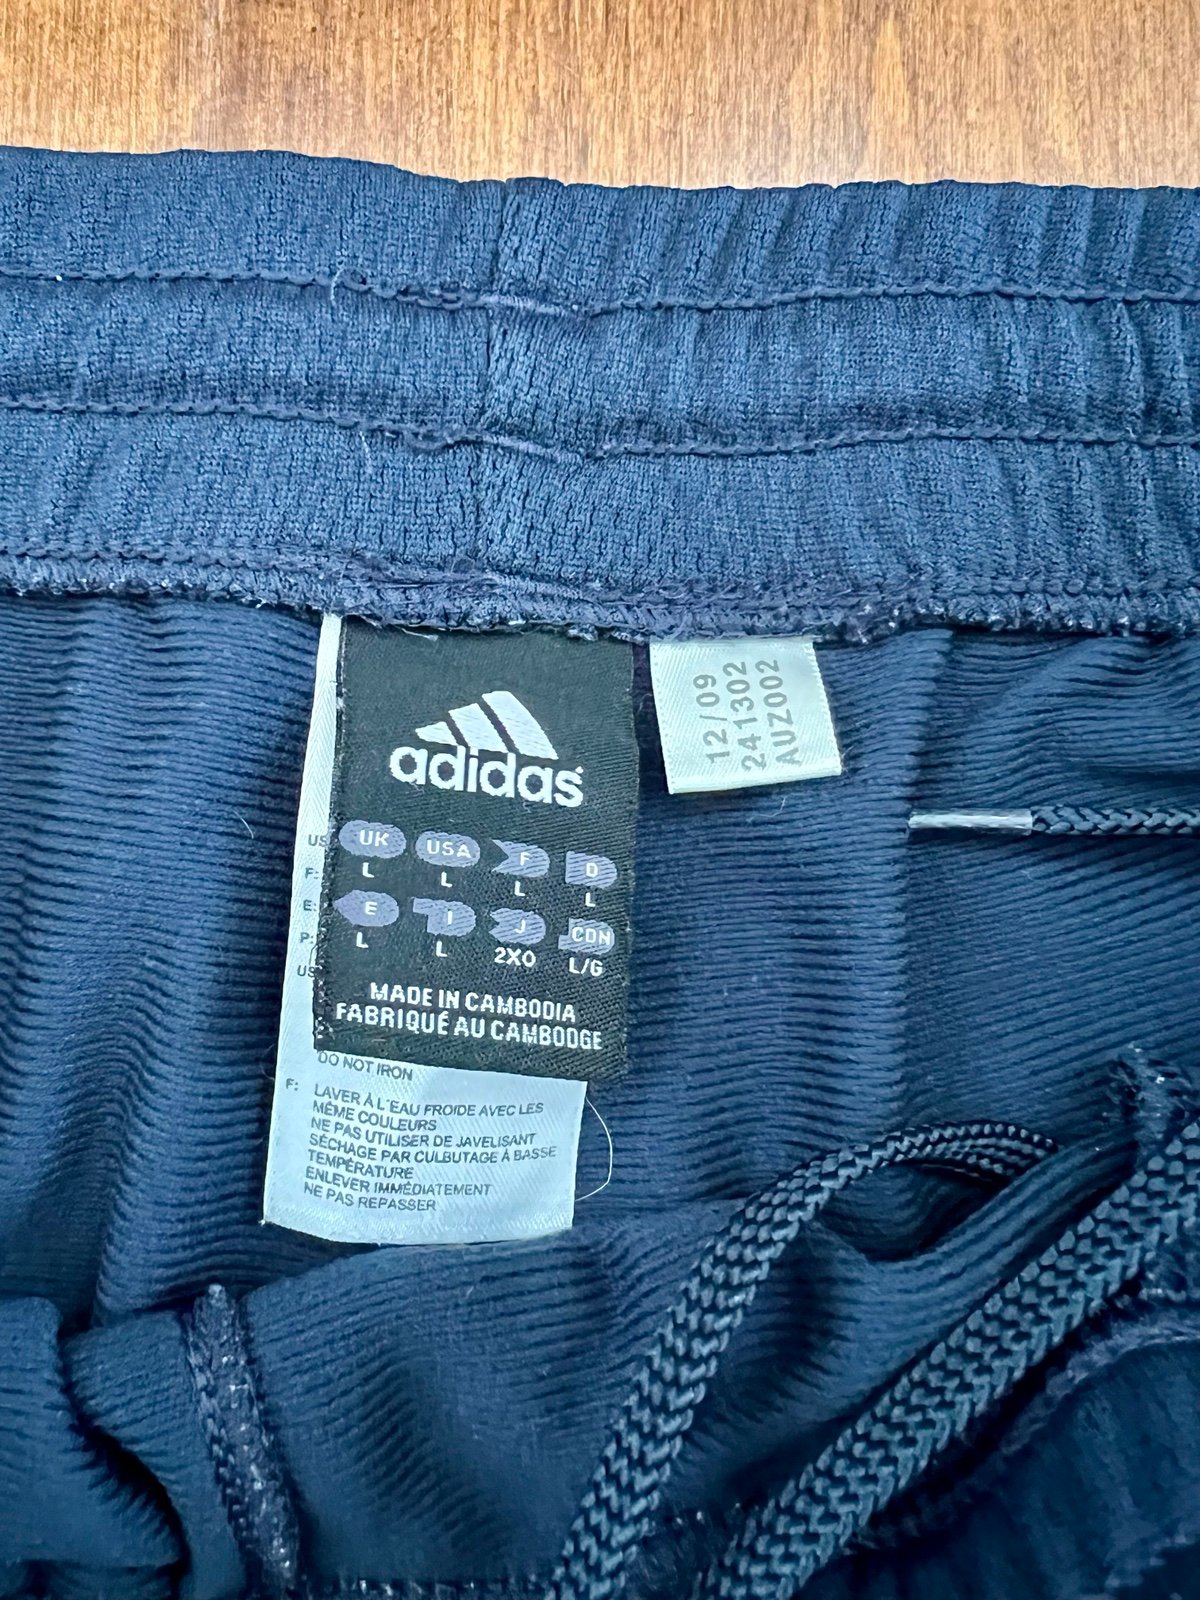 adidas
UK USA F D
L L L L
E I J CDN
L L 2XO L/G
MADE IN CAMBODIA
FABRIQUÉ AU CAMBODGE
12/09
241302
AUZ002
US
F:
E:
P:
US
DO NOT IRON
F: LAVER À L'EAU FROIDE AVEC LES
MÊME COULEURS
NE PAS UTILISER DE JAVELISANT
SÉCHAGE PAR CULBUTAGE À BASSE
TEMPÉRATURE
ENLEVER IMMÉDIATEMENT
NE PAS REPASSER